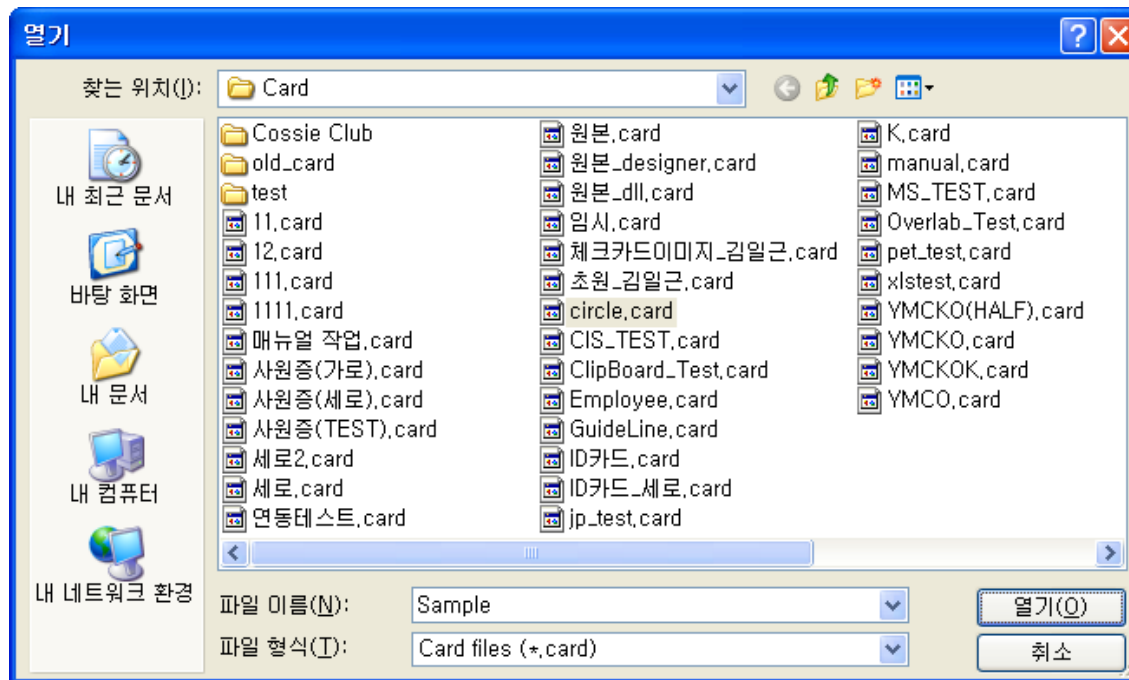 열기
찾는 위치(I):
Card
내 최근 문서
바탕 화면
내 문서
내 컴퓨터
내 네트워크 환경
Cossie Club
old_card
test
11.card
12.card
111.card
1111.card
매뉴얼 작업.card
사원증(가로).card
사원증(세로).card
사원증(TEST).card
세로2.card
세로.card
연동테스트.card
원본.card
원본_designer.card
원본_dll.card
임시.card
체크카드이미지_김일근.card
초원_김일근.card
circle.card
CIS_TEST.card
ClipBoard_Test.card
Employee.card
GuideLine.card
ID카드.card
ID카드_세로.card
jp_test.card
K.card
manual.card
MS_TEST.card
Overlab_Test.card
pet_test.card
xlstest.card
YMCKO(HALF).card
YMCKO.card
YMCKOK.card
YMCO.card
파일 이름(N):
Sample
열기(O)
파일 형식(T):
Card files (*.card)
취소